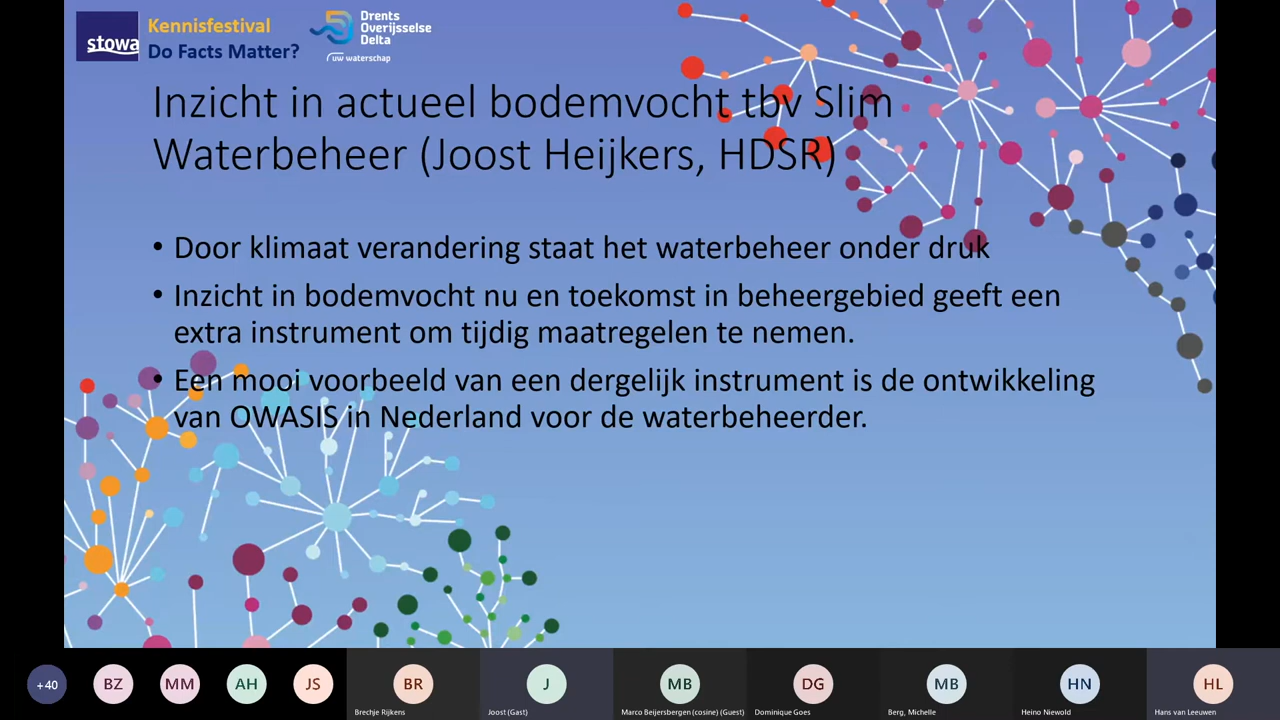 stowa
Kennisfestival
Do Facts Matter?
Drents
Overijsselse
Delta
uw waterschap
Inzicht in actueel bodemvocht tbv Slim
Waterbeheer (Joost Heijkers, HDSR)
• Door klimaat verandering staat het waterbeheer onder druk
• Inzicht in bodemvocht nu en toekomst in beheergebied geeft een
extra instrument om tijdig maatregelen te nemen.
• Een mooi voorbeeld van een dergelijk instrument is de ontwikkeling
van OWASIS in Nederland voor de waterbeheerder.
+40
BZ
MM
AH
JS
BR
J
MB
DG
MB
HN
HL
Brechje Rijkens
Joost (Gast)
Marco Beijersbergen (cosine) (Guest)
Dominique Goes
Berg, Michelle
Heino Niewold
Hans van Leeuwen